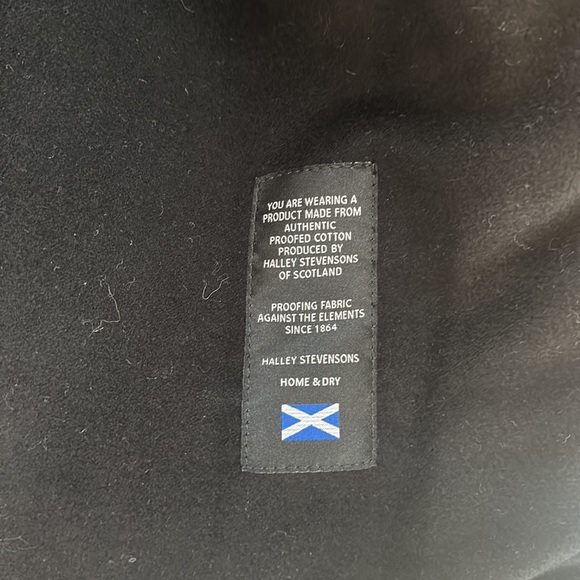 YOU ARE WEARING A
PRODUCT MADE FROM
AUTHENTIC
PROOFED COTTON
PRODUCED BY
HALLEY STEVENSONS
OF SCOTLAND
PROOFING FABRIC
AGAINST THE ELEMENTS
SINCE 1864
HALLEY STEVENSONS
HOME & DRY